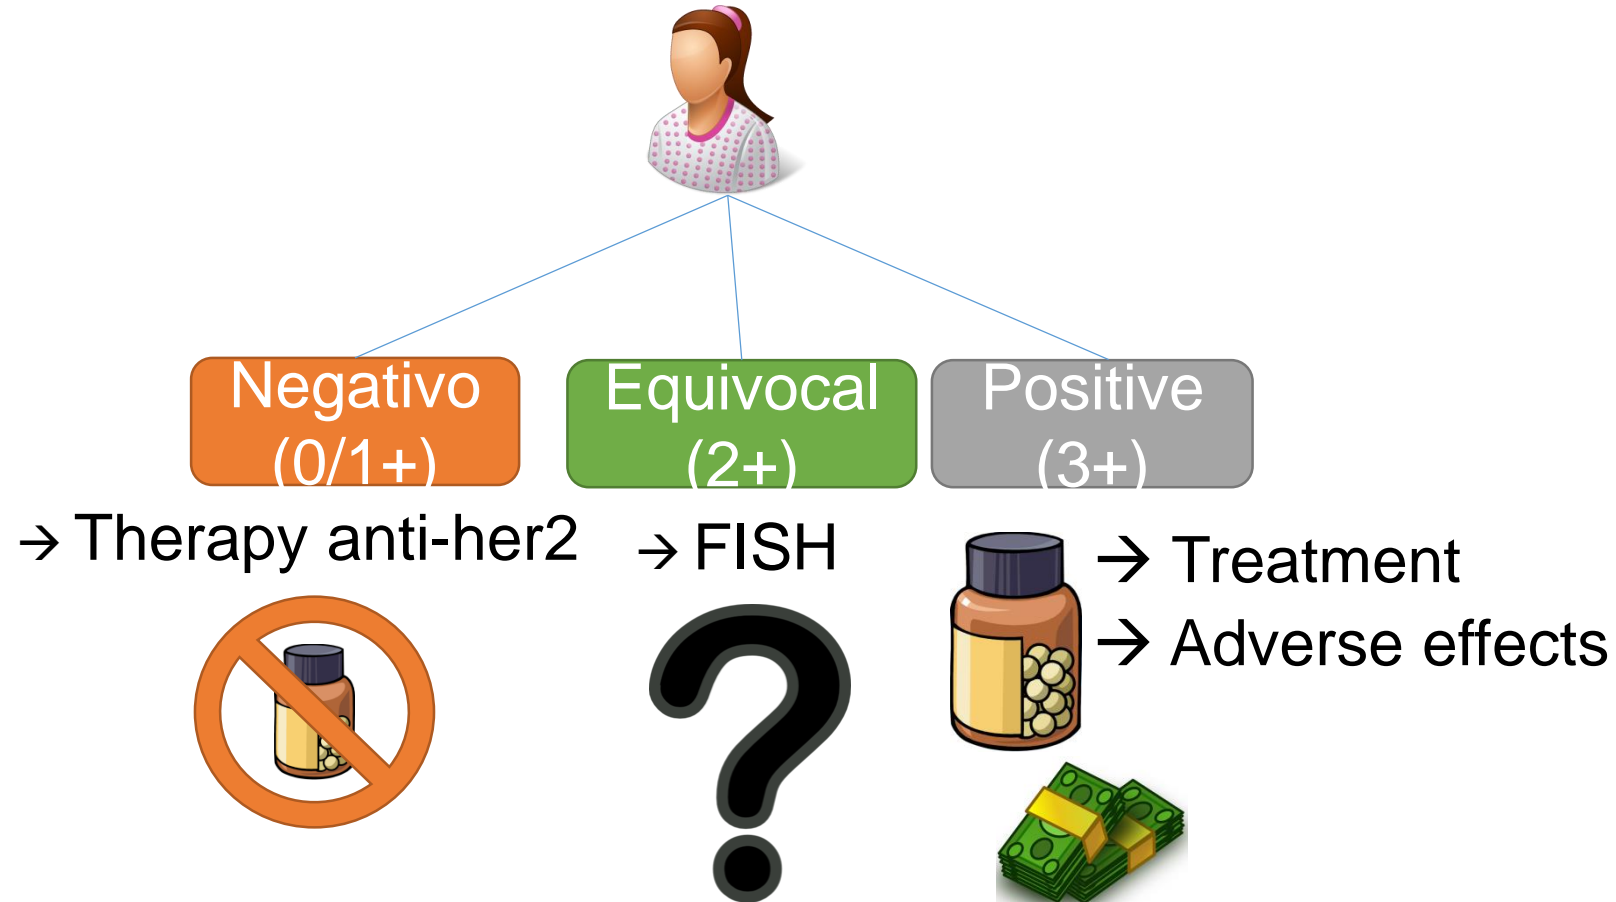 Negativo
(0/1+)
Equivocal
(2+)
Positive
(3+)
→ Therapy anti-her2
→ FISH
→ Treatment
→ Adverse effects
?